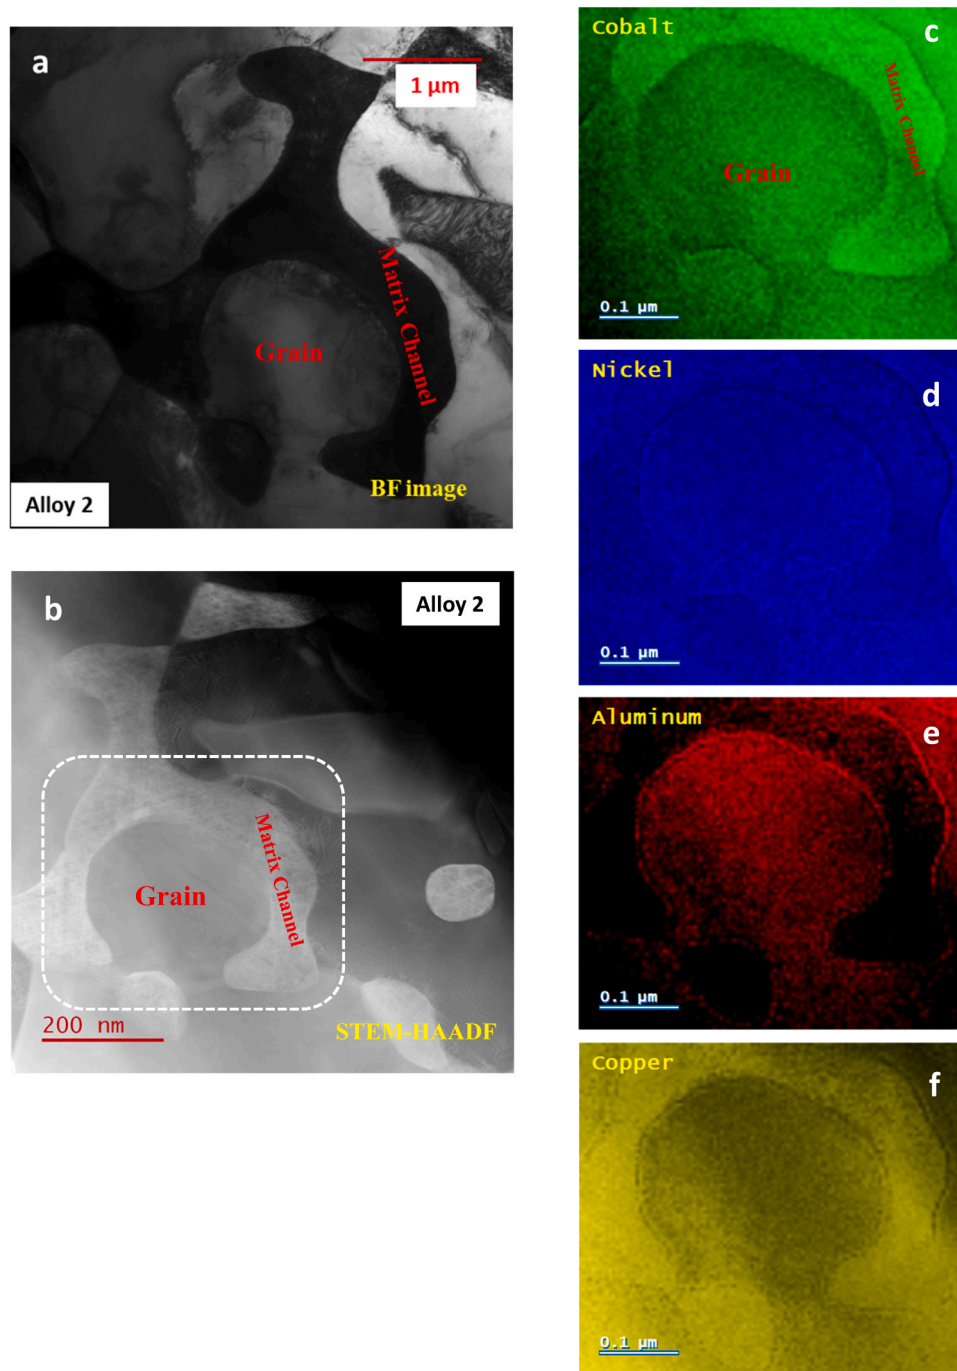 a
1 µm
Matrix Channel
Grain
BF image
Alloy 2
b
Alloy 2
Matrix Channel
Grain
200 nm
STEM-HAADF
Cobalt
c
Matrix Channel
Grain
0.1 µm
Nickel
d
0.1 µm
Aluminum
e
0.1 µm
Copper
f
0.1 µm